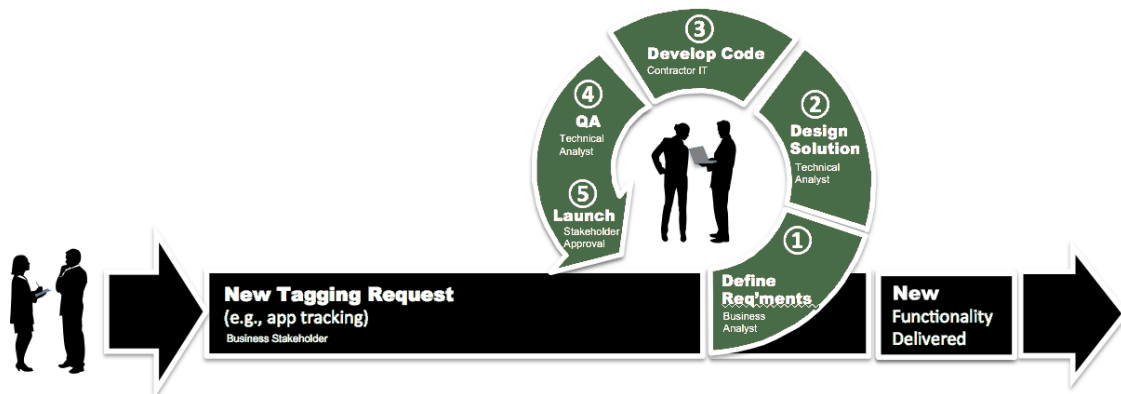 New Tagging Request
(e.g., app tracking)
Business Stakeholder
①
Define
Req'ments
Business
Analyst
②
Design
Solution
Technical
Analyst
③
Develop Code
Contractor IT
④
QA
Technical
Analyst
⑤
Launch
Stakeholder
Approval
New
Functionality
Delivered